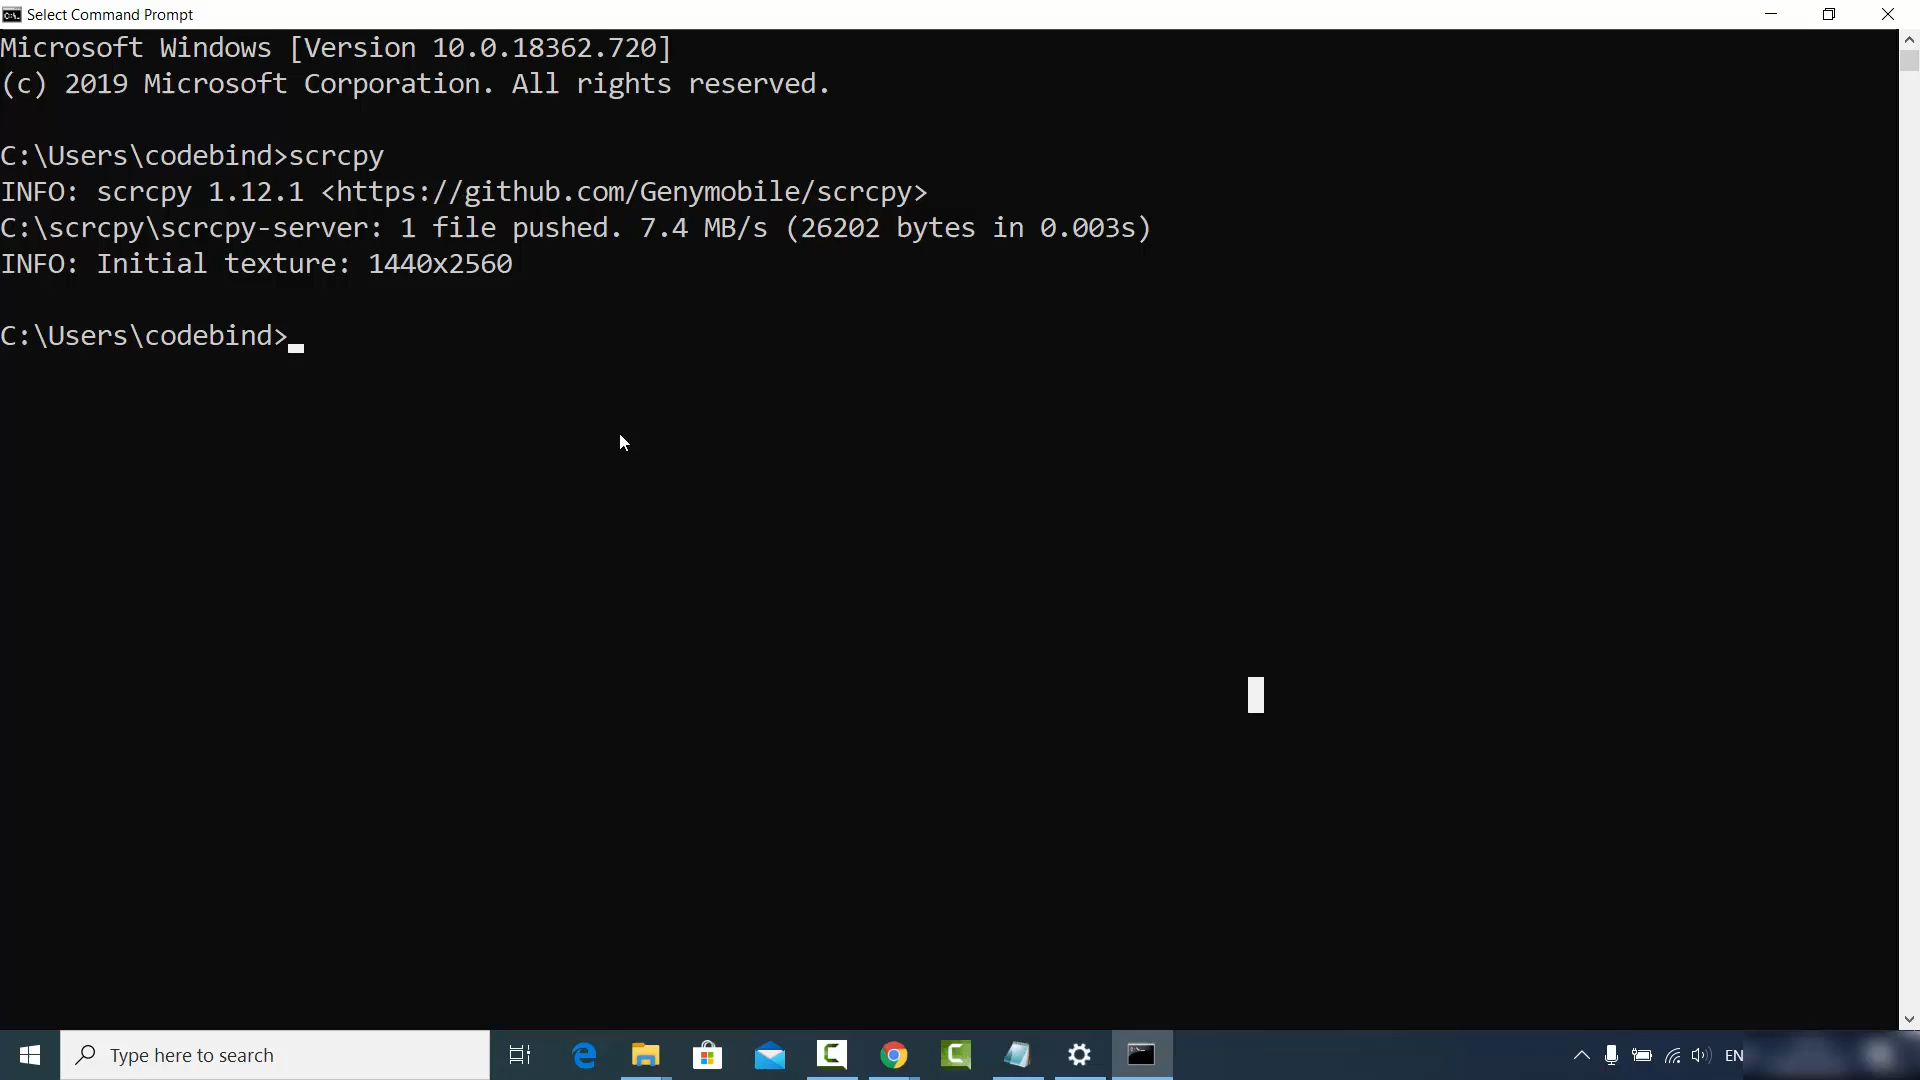 Select Command Prompt
Microsoft Windows [Version 10.0.18362.720]
(c) 2019 Microsoft Corporation. All rights reserved.
C:\Users\codebind>scrcpy
INFO: scrcpy 1.12.1 <https://github.com/Genymobile/scrcpy>
C:\scrcpy\scrcpy-server: 1 file pushed. 7.4 MB/s (26202 bytes in 0.003s)
INFO: Initial texture: 1440x2560
C:\Users\codebind>
Type here to search
EN